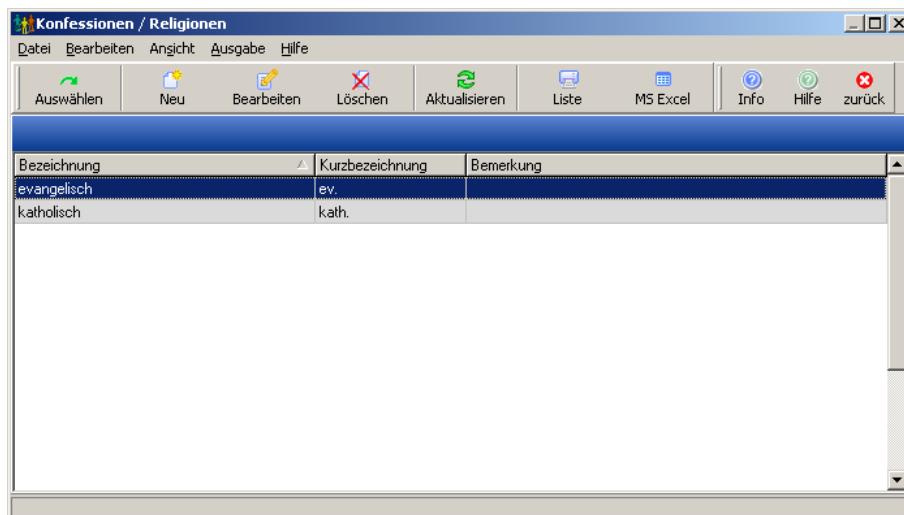 Konfessionen / Religionen
Datei Bearbeiten Ansicht Ausgabe Hilfe
Auswählen Neu Bearbeiten Löschen Aktualisieren Liste MS Excel Info Hilfe zurück
Bezeichnung Kurzbezeichnung Bemerkung
evangelisch ev.
katholisch kath.